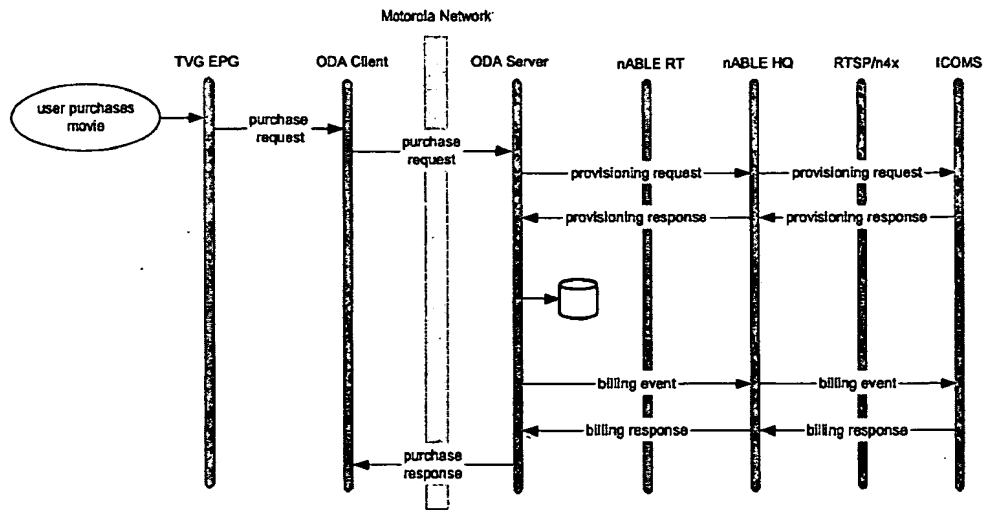 Motorola Network
TVG EPG
ODA Client
ODA Server
nABLE RT
nABLE HQ
RTSP/n4x
ICOMS
user purchases
movie
purchase
request
purchase
request
provisioning request
provisioning request
provisioning response
provisioning response
billing event
billing event
billing response
billing response
purchase
response